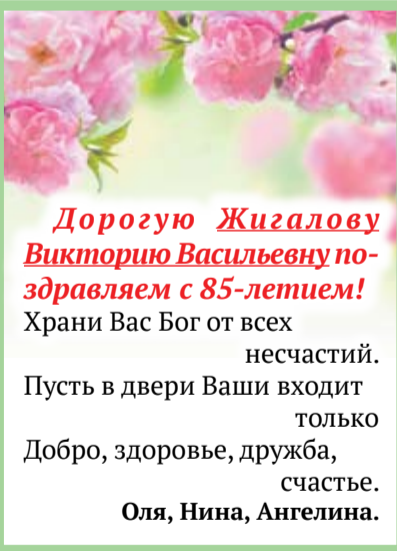 Дорогую Жигалову
Викторию Васильевну по-
здравляем с 85-летием!
Храни Вас Бог от всех
несчастий.
Пусть в двери Ваши входит
только
Добро, здоровье, дружба,
счастье.
Оля, Нина, Ангелина.